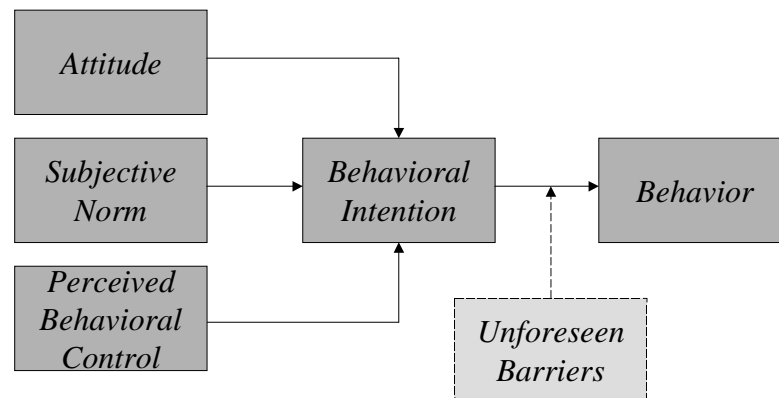 Attitude
Subjective
Norm
Perceived
Behavioral
Control
Behavioral
Intention
Behavior
Unforeseen
Barriers